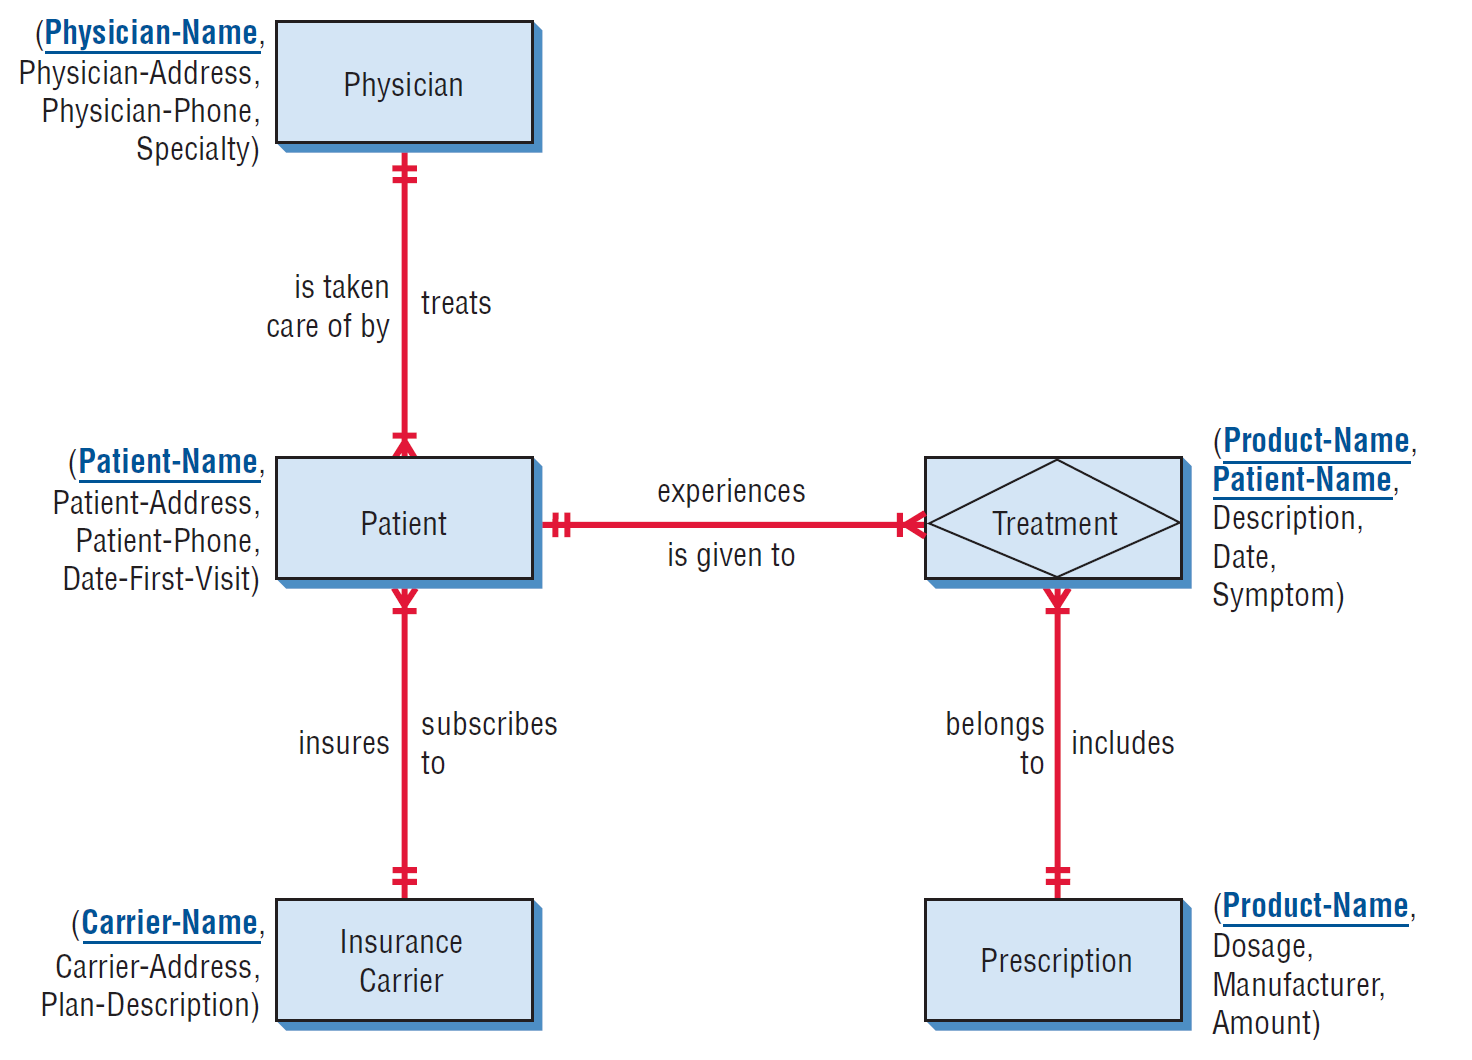 (Physician-Name,
Physician-Address,
Physician-Phone,
Specialty)
Physician
is taken
care of by
treats
(Patient-Name,
Patient-Address,
Patient-Phone,
Date-First-Visit)
Patient
experiences
is given to
Treatment
(Product-Name,
Patient-Name,
Description,
Date,
Symptom)
insures
subscribes
to
belongs
to
includes
(Carrier-Name,
Carrier-Address,
Plan-Description)
Insurance
Carrier
Prescription
(Product-Name,
Dosage,
Manufacturer,
Amount)